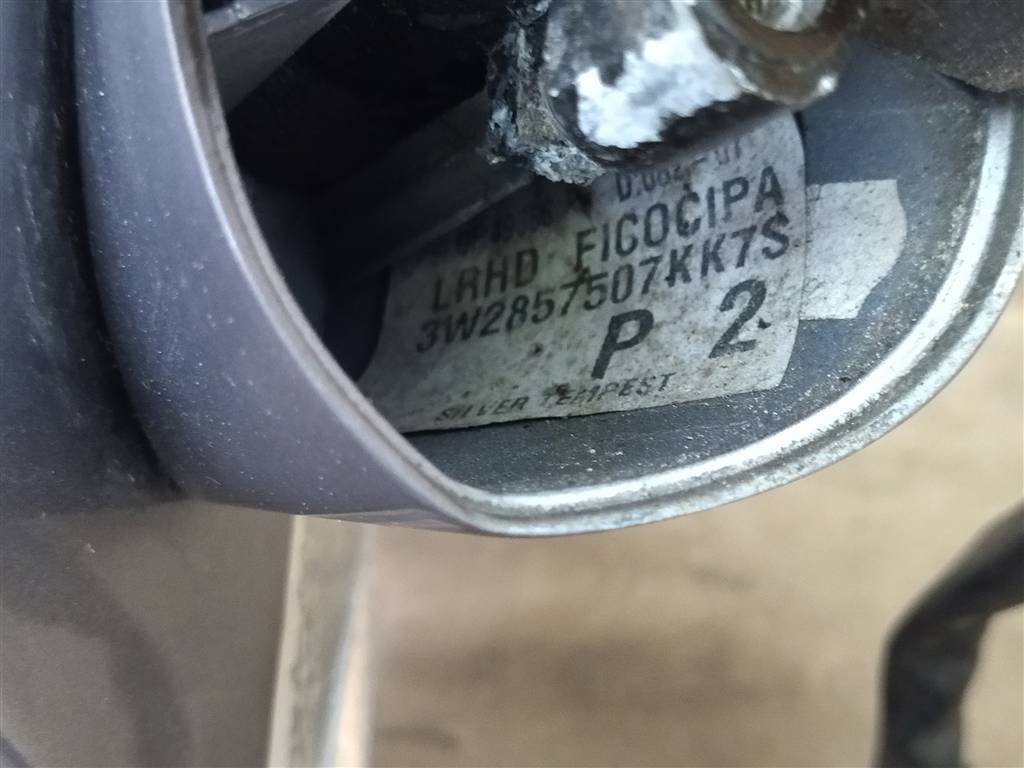 LRHD FICOCIPA
3W2857507KK7S
P 2
SILVER TEMPEST